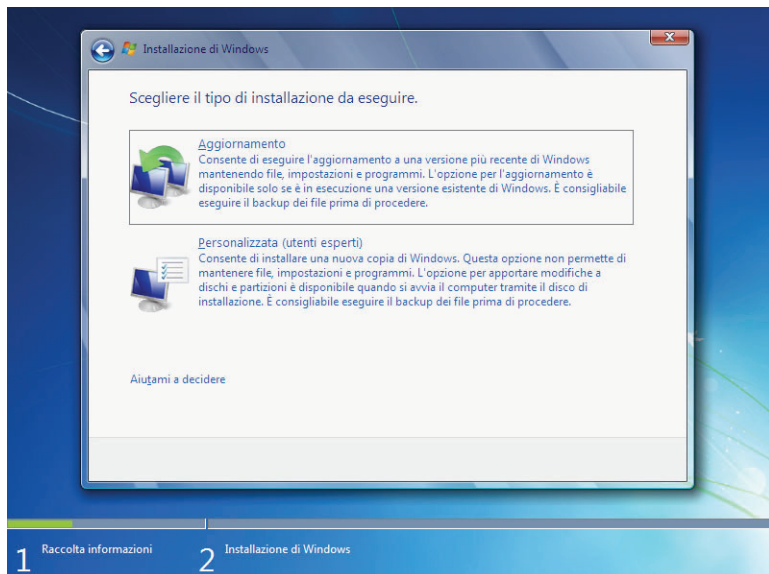 Installazione di Windows
Scegliere il tipo di installazione da eseguire.
Aggiornamento
Consente di eseguire l'aggiornamento a una versione più recente di Windows
mantenendo file, impostazioni e programmi. L'opzione per l'aggiornamento è
disponibile solo se è in esecuzione una versione esistente di Windows. È consigliabile
eseguire il backup dei file prima di procedere.
Personalizzata (utenti esperti)
Consente di installare una nuova copia di Windows. Questa opzione non permette di
mantenere file, impostazioni e programmi. L'opzione per apportare modifiche a
dischi e partizioni è disponibile quando si avvia il computer tramite il disco di
installazione. È consigliabile eseguire il backup dei file prima di procedere.
Aiutami a decidere
1 Raccolta informazioni
2 Installazione di Windows